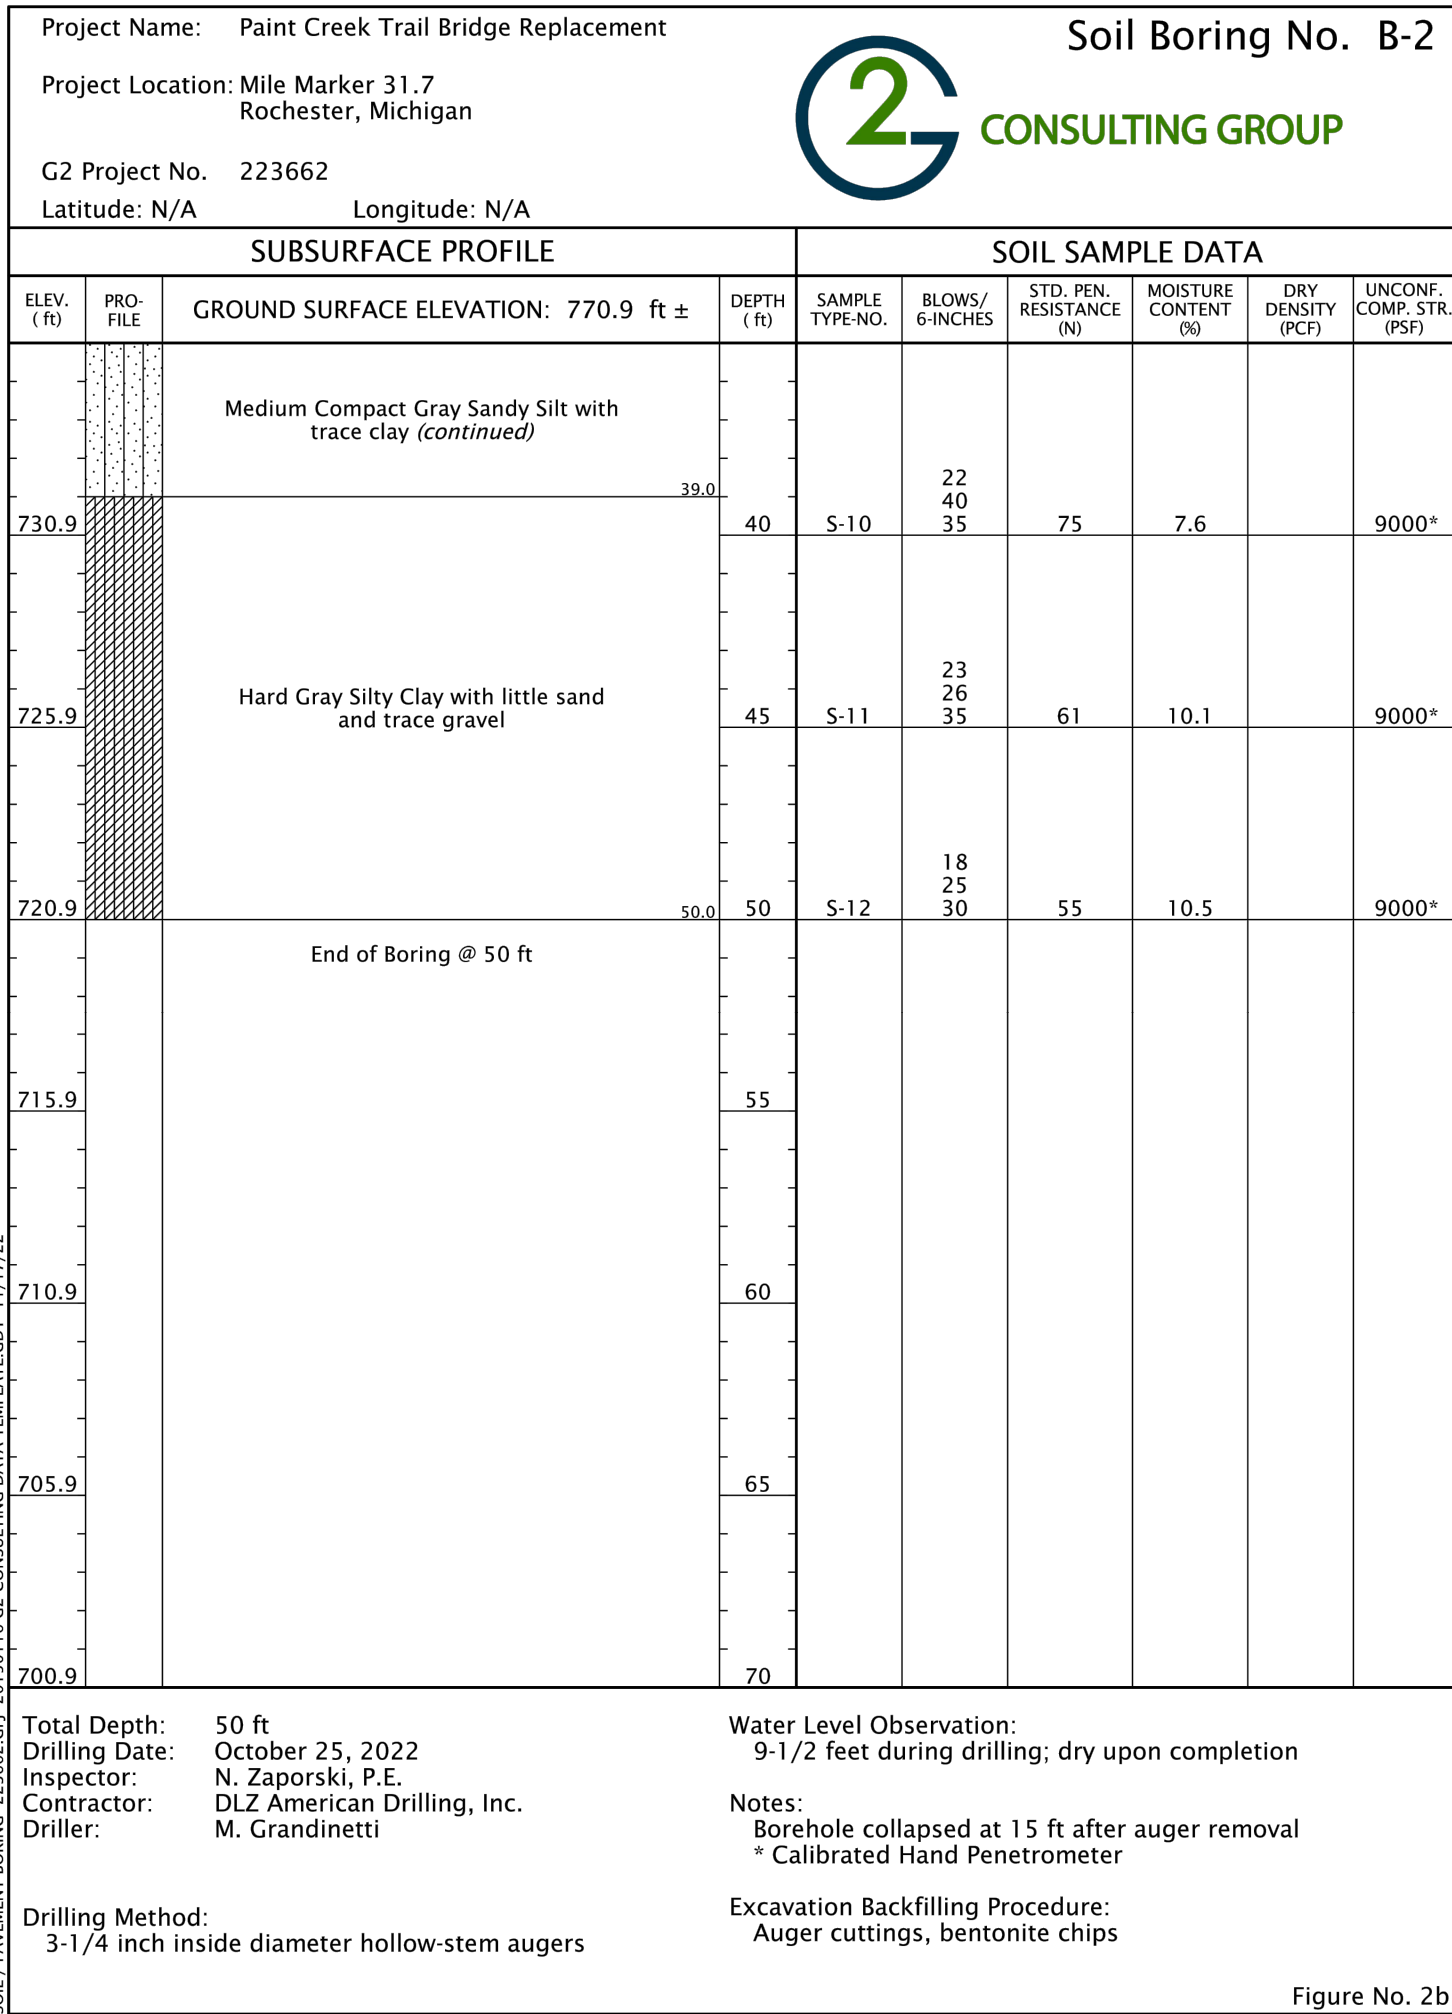 Project Name: Paint Creek Trail Bridge Replacement
Project Location: Mile Marker 31.7
Rochester, Michigan
G2 Project No. 223662
Latitude: N/A Longitude: N/A
Soil Boring No. B-2
G2 CONSULTING GROUP
SUBSURFACE PROFILE SOIL SAMPLE DATA
ELEV. ( ft) PRO-FILE GROUND SURFACE ELEVATION: 770.9 ft ± DEPTH ( ft) SAMPLE TYPE-NO. BLOWS/ 6-INCHES STD. PEN. RESISTANCE (N) MOISTURE CONTENT (%) DRY DENSITY (PCF) UNCONF. COMP. STR. (PSF)
Medium Compact Gray Sandy Silt with
trace clay (continued)
39.0
22
40
730.9 40 S-10 35 75 7.6 9000*
23
Hard Gray Silty Clay with little sand
26
and trace gravel
725.9 45 S-11 35 61 10.1 9000*
18
25
720.9 50.0 50 S-12 30 55 10.5 9000*
End of Boring @ 50 ft
715.9 55
710.9 60
705.9 65
700.9 70
Total Depth: 50 ft
Drilling Date: October 25, 2022
Inspector: N. Zaporski, P.E.
Contractor: DLZ American Drilling, Inc.
Driller: M. Grandinetti
Drilling Method:
3-1/4 inch inside diameter hollow-stem augers
Water Level Observation:
9-1/2 feet during drilling; dry upon completion
Notes:
Borehole collapsed at 15 ft after auger removal
* Calibrated Hand Penetrometer
Excavation Backfilling Procedure:
Auger cuttings, bentonite chips
Figure No. 2b